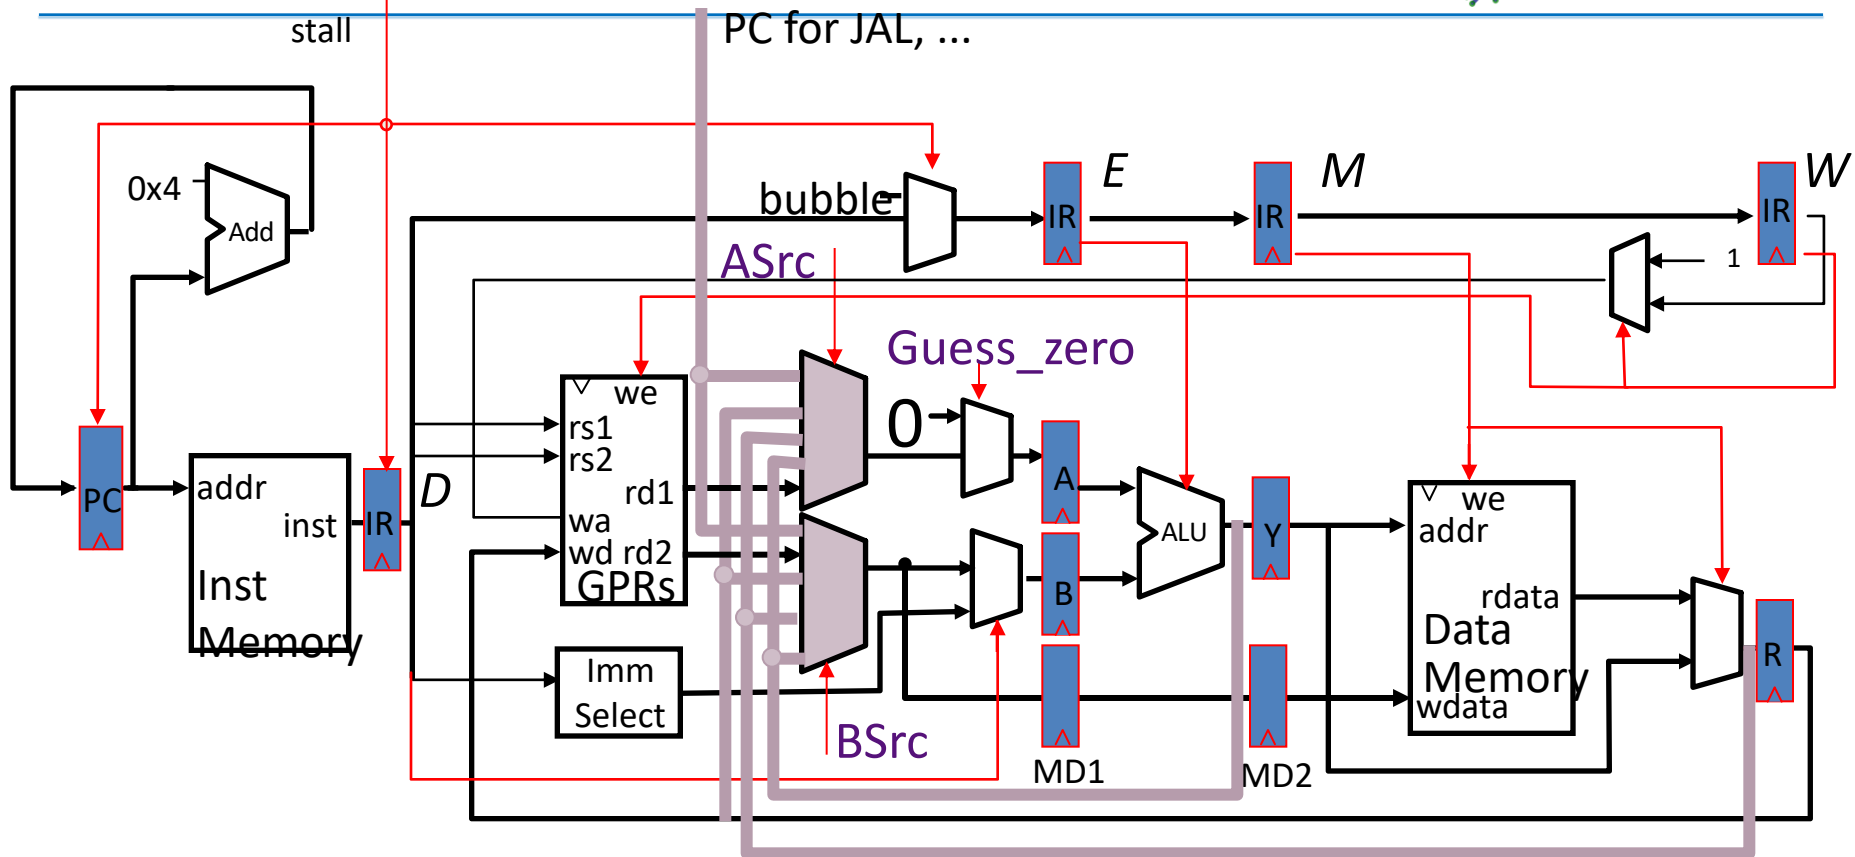 stall
PC for JAL, ...
0x4
Add
bubble
IR
E
IR
M
IR
W
ASrc
1
Guess_zero
we
0
rs1
rs2
rd1
wa
wd rd2
GPRs
PC
addr
inst
Inst
Memory
IR
D
A
B
ALU
Y
we
addr
rdata
Data
Memory
wdata
R
Imm
Select
BSrc
MD1
MD2